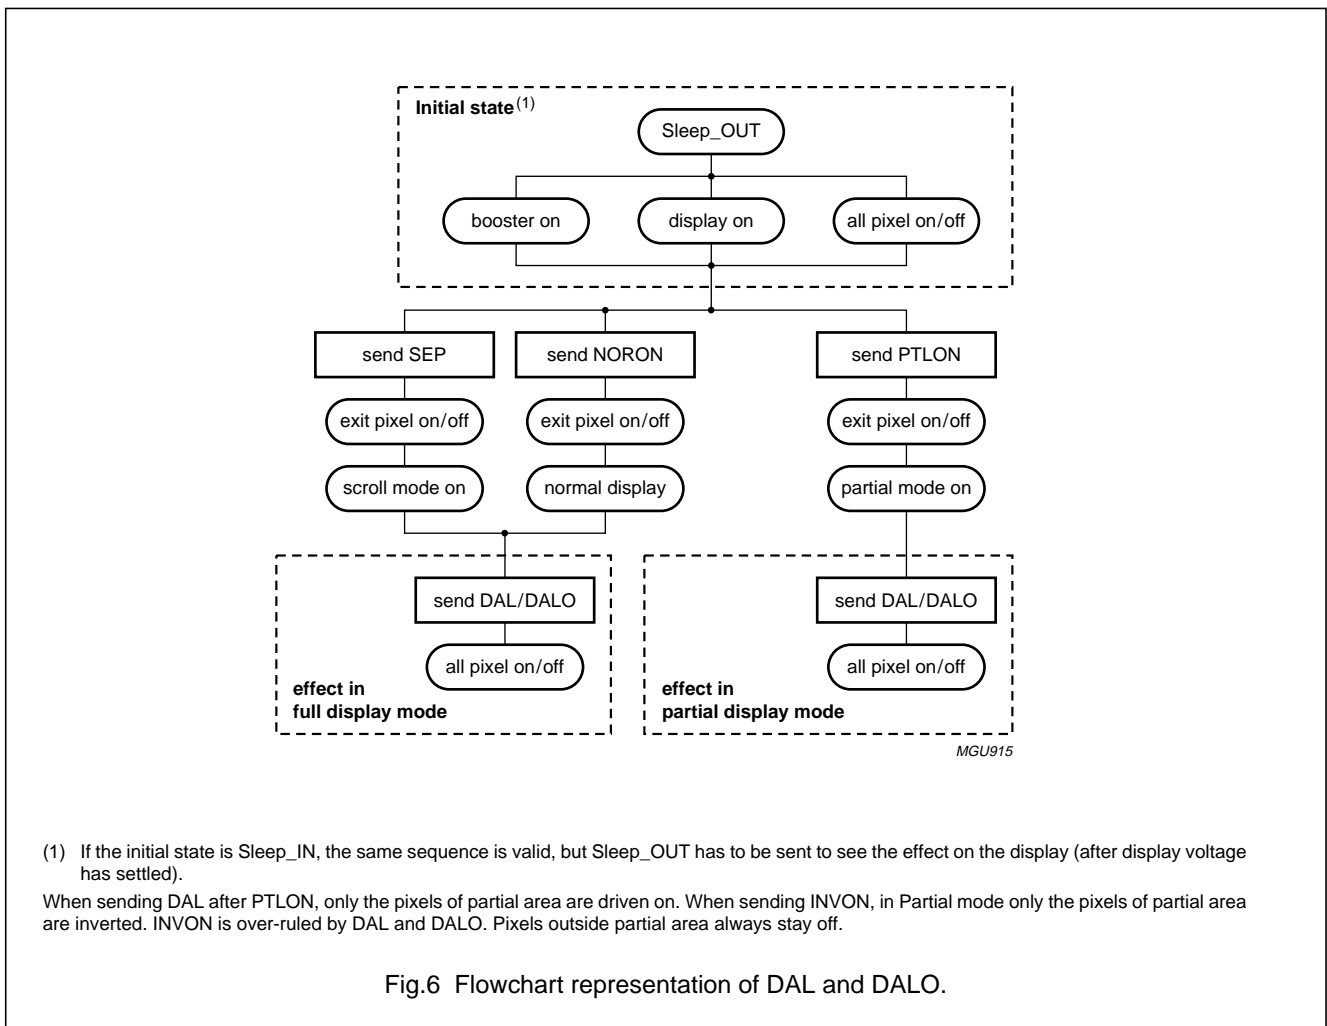 Initial state(1)
Sleep_OUT
booster on
display on
all pixel on/off
send SEP
send NORON
send PTLON
exit pixel on/off
exit pixel on/off
exit pixel on/off
scroll mode on
normal display
partial mode on
send DAL/DALO
send DAL/DALO
all pixel on/off
all pixel on/off
effect in
full display mode
effect in
partial display mode
MGU915
(1) If the initial state is Sleep_IN, the same sequence is valid, but Sleep_OUT has to be sent to see the effect on the display (after display voltage
has settled).
When sending DAL after PTLON, only the pixels of partial area are driven on. When sending INVON, in Partial mode only the pixels of partial area
are inverted. INVON is over-ruled by DAL and DALO. Pixels outside partial area always stay off.
Fig.6 Flowchart representation of DAL and DALO.